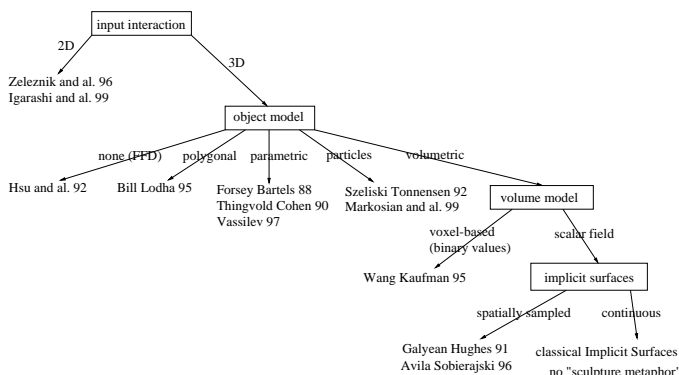 input interaction
2D
3D
Zeleznik and al. 96
Igarashi and al. 99
object model
none (FFD)
polygonal
parametric
particles
volumetric
Hsu and al. 92
Bill Lodha 95
Forsey Bartels 88
Thingvold Cohen 90
Vassilev 97
Szeliski Tonnensen 92
Markosian and al. 99
volume model
voxel-based
(binary values)
scalar field
Wang Kaufman 95
implicit surfaces
spatially sampled
continuous
Galyean Hughes 91
Avila Sobierajski 96
classical Implicit Surfaces
no "sculpture metaphor"